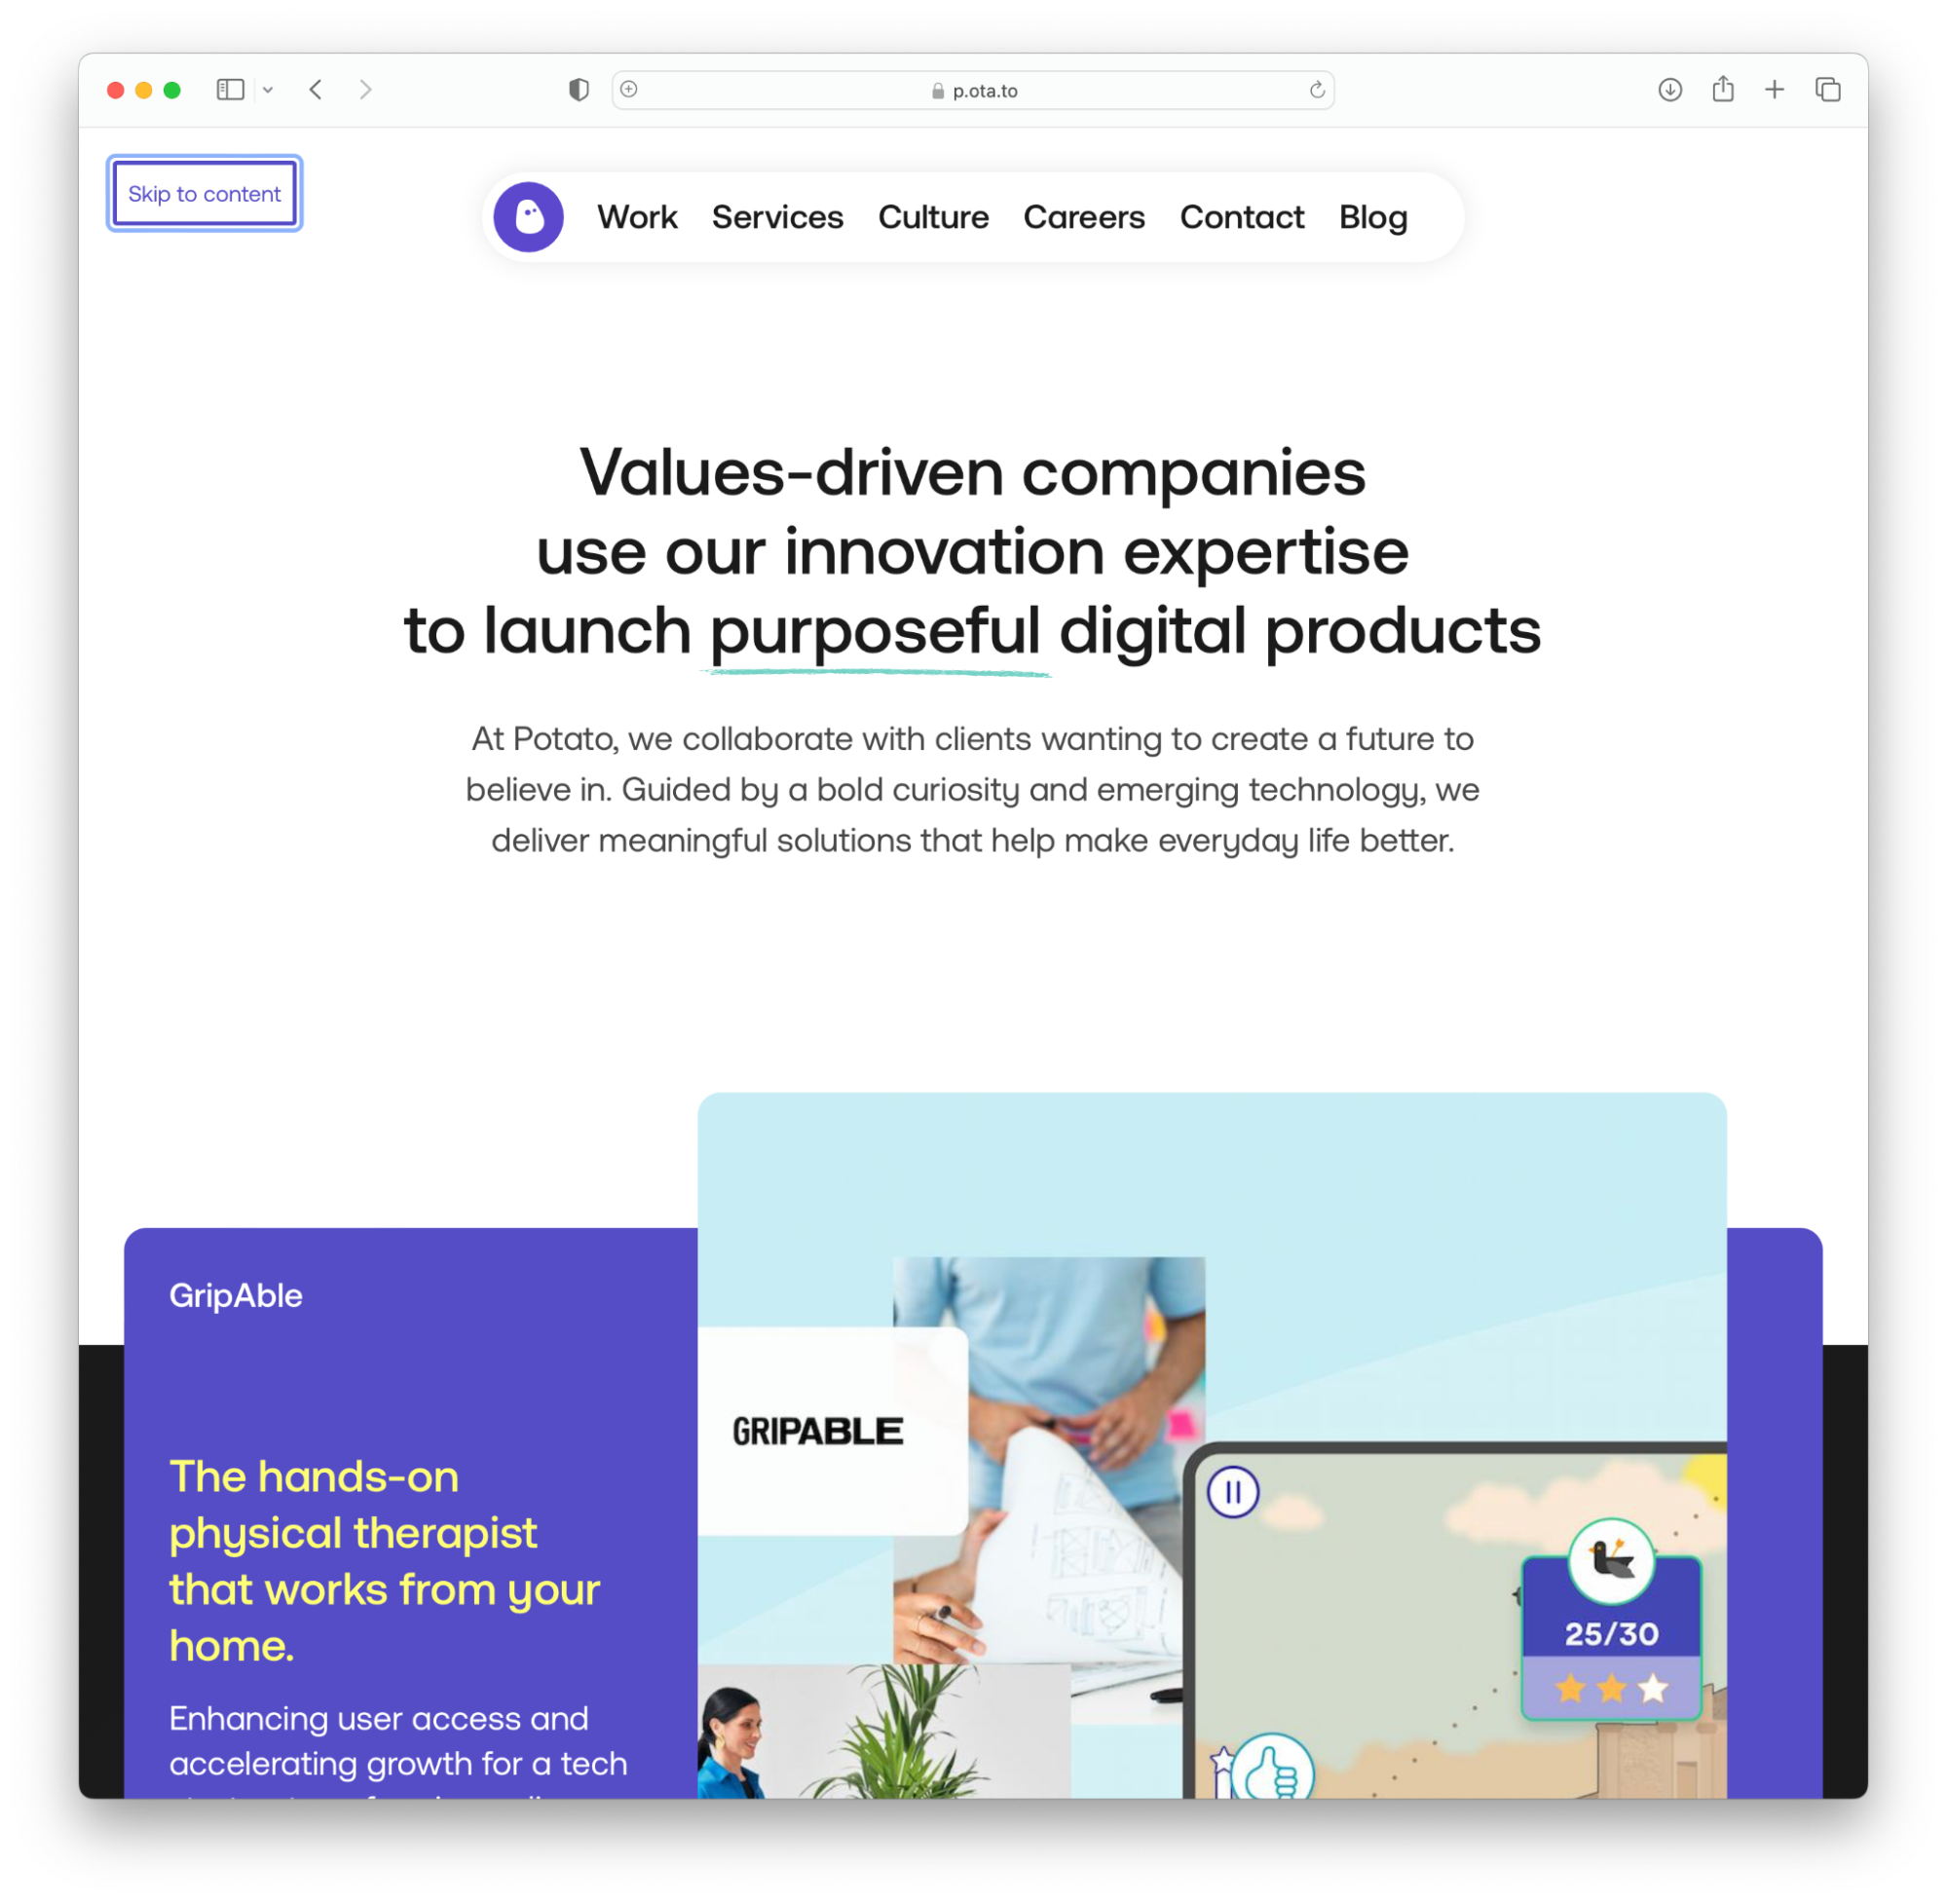 p.ota.to
Skip to content
Work Services Culture Careers Contact Blog
Values-driven companies
use our innovation expertise
to launch purposeful digital products
At Potato, we collaborate with clients wanting to create a future to
believe in. Guided by a bold curiosity and emerging technology, we
deliver meaningful solutions that help make everyday life better.
GripAble
The hands-on
physical therapist
that works from your
home.
Enhancing user access and
accelerating growth for a tech
GRIPABLE
25/30